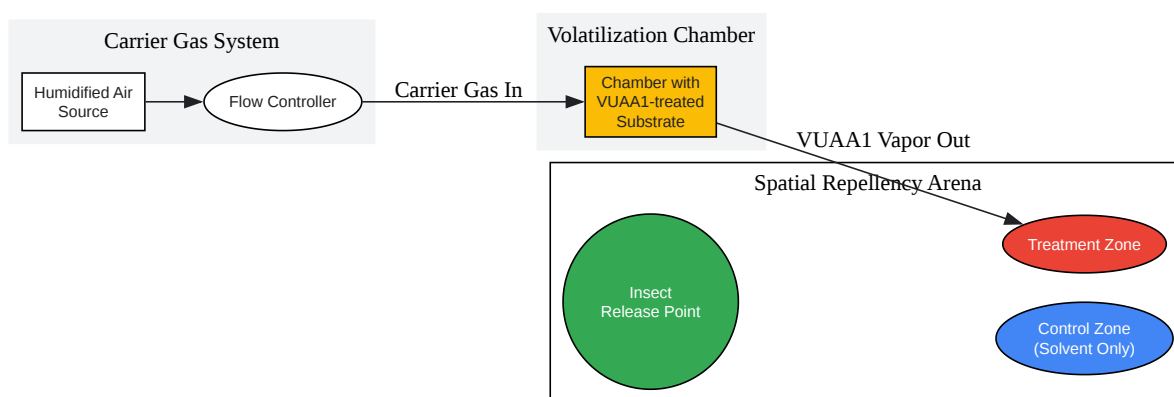 Carrier Gas System
Humidified Air
Source
Flow Controller
Carrier Gas In
Volatilization Chamber
Chamber with
VUAA1-treated
Substrate
VUAA1 Vapor Out
Spatial Repellency Arena
Insect
Release Point
Treatment Zone
Control Zone
(Solvent Only)